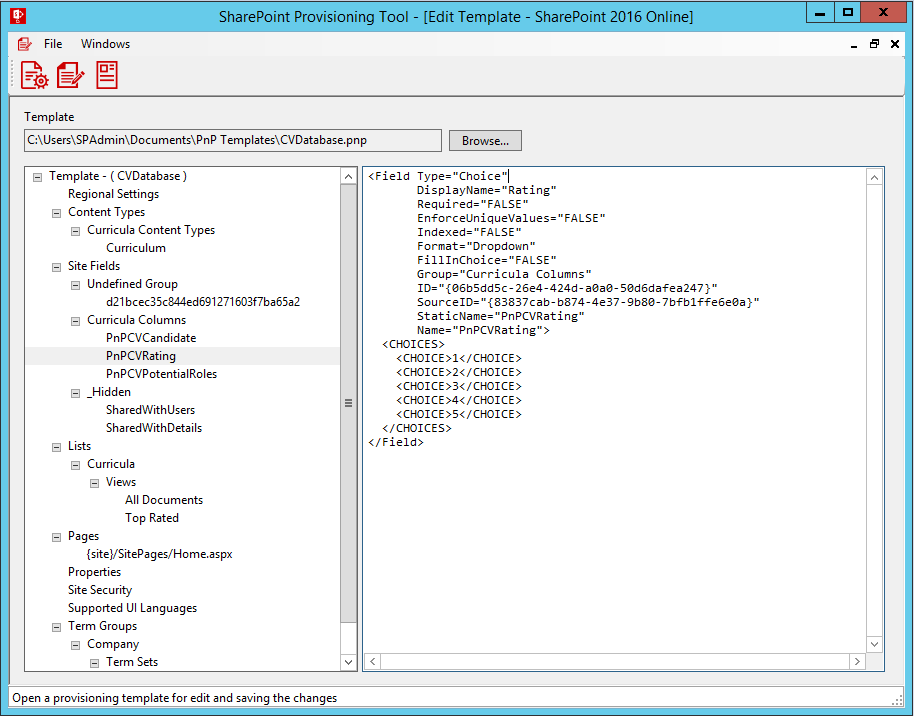 SharePoint Provisioning Tool - [Edit Template - SharePoint 2016 Online]
File Windows
Template
C:\Users\SPAdmin\Documents\PnP Templates\CVDatabase.pnp Browse...
Template - ( CVDatabase )
Regional Settings
Content Types
Curricula Content Types
Curriculum
Site Fields
Undefined Group
d21bcec35c844ed691271603f7ba65a2
Curricula Columns
PnPCVCandidate
PnPCVRating
PnPCVPotentialRoles
_Hidden
SharedWithUsers
SharedWithDetails
Lists
Curricula
Views
All Documents
Top Rated
Pages
{site}/SitePages/Home.aspx
Properties
Site Security
Supported UI Languages
Term Groups
Company
Term Sets
<Field Type="Choice"
DisplayName="Rating"
Required="FALSE"
EnforceUniqueValues="FALSE"
Indexed="FALSE"
Format="Dropdown"
FillInChoice="FALSE"
Group="Curricula Columns"
ID="{06b5dd5c-26e4-424d-a0a0-50d6dafea247}"
SourceID="{83837cab-b874-4e37-9b80-7bfb1ffe6e0a}"
StaticName="PnPCVRating"
Name="PnPCVRating">
<CHOICES>
<CHOICE>1</CHOICE>
<CHOICE>2</CHOICE>
<CHOICE>3</CHOICE>
<CHOICE>4</CHOICE>
<CHOICE>5</CHOICE>
</CHOICES>
</Field>
Open a provisioning template for edit and saving the changes